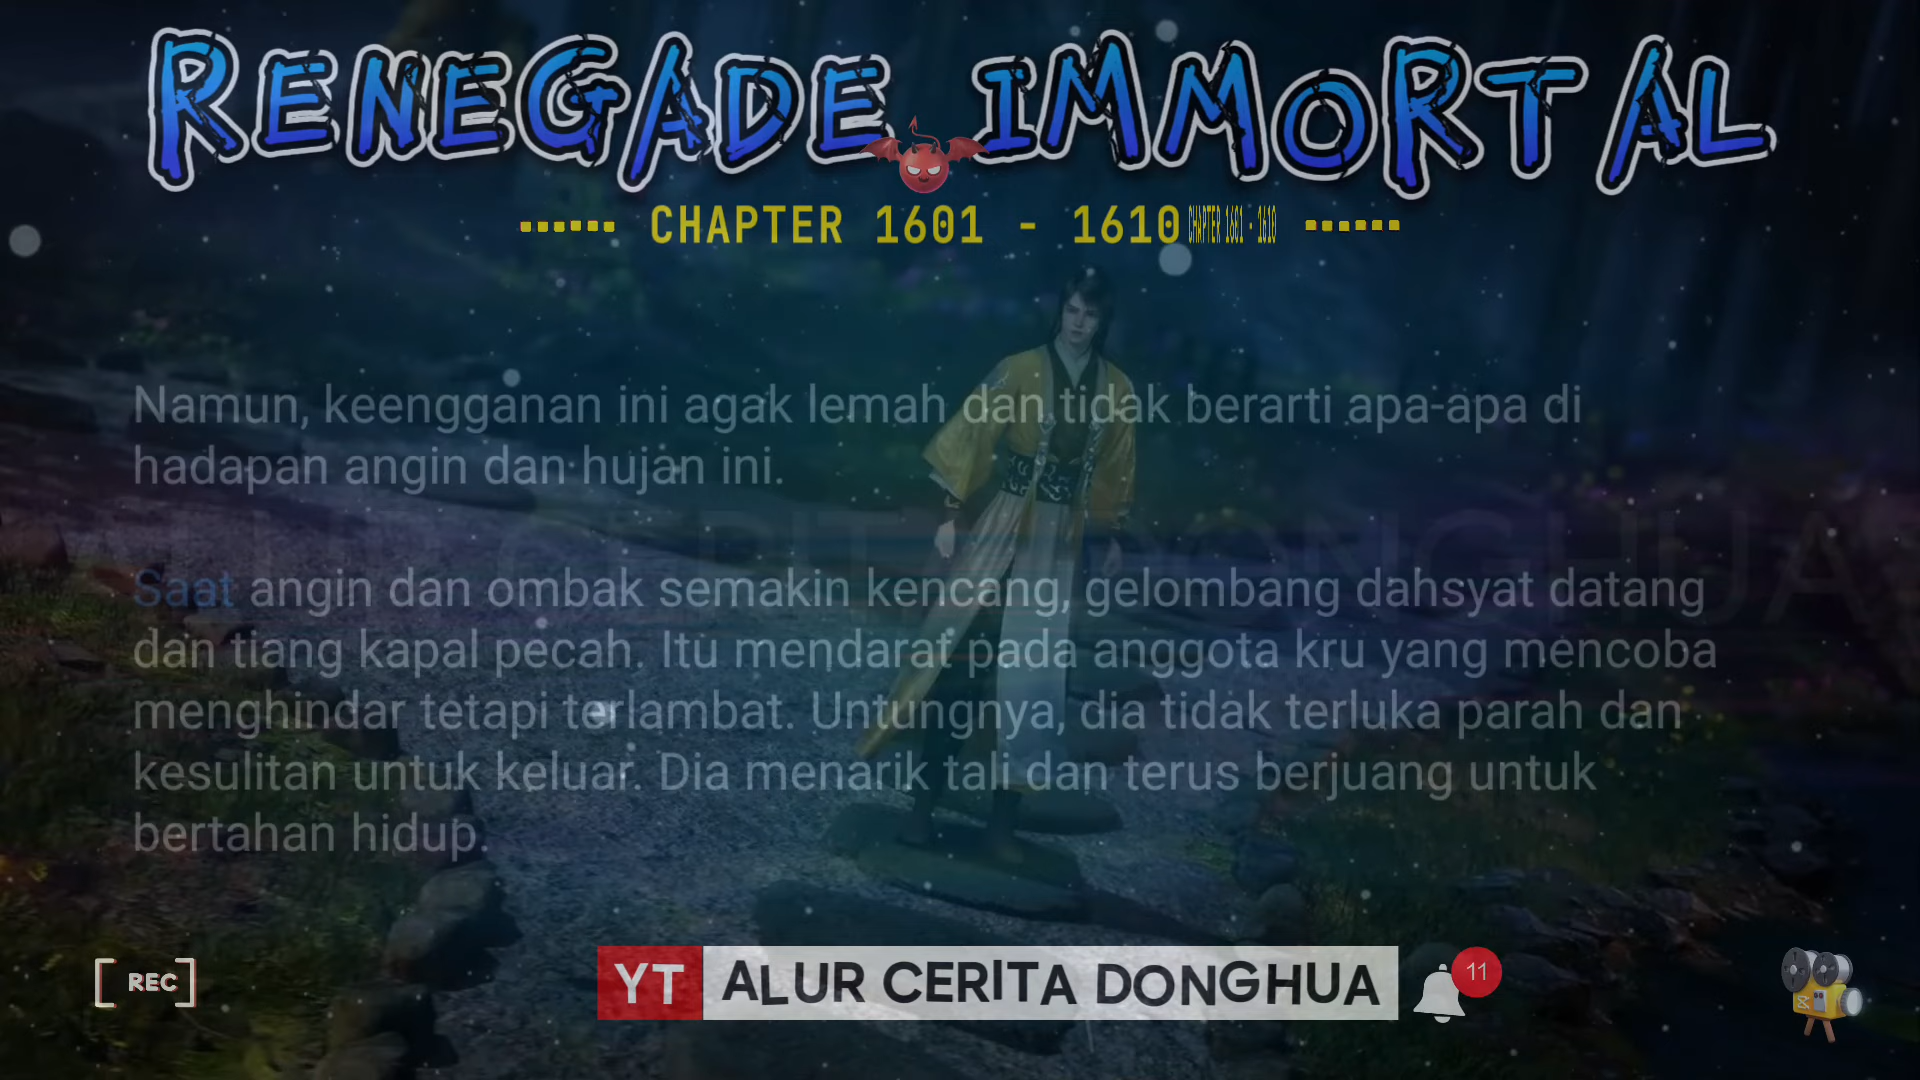 RENEGADE IMMORTAL
CHAPTER 1601 - 1610 CHAPTER 1601 - 1610
Namun, keengganan ini agak lemah dan tidak berarti apa-apa di
hadapan angin dan hujan ini.
Saat angin dan ombak semakin kencang, gelombang dahsyat datang
dan tiang kapal pecah. Itu mendarat pada anggota kru yang mencoba
menghindar tetapi terlambat. Untungnya, dia tidak terluka parah dan
kesulitan untuk keluar. Dia menarik tali dan terus berjuang untuk
bertahan hidup.
REC
YT ALUR CERITA DONGHUA
11